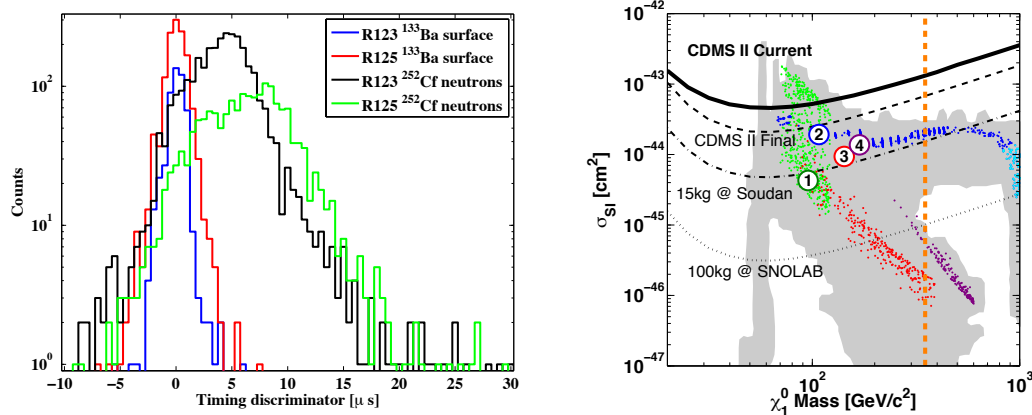 R123 ¹³³Ba surface
R125 ¹³³Ba surface
R123 ²⁵²Cf neutrons
R125 ²⁵²Cf neutrons
Counts
10²
10¹
10⁰
−10 −5 0 5 10 15 20 25 30
Timing discriminator [μ s]
CDMS II Current
CDMS II Final
15kg @ Soudan
100kg @ SNOLAB
1
2
3
4
σSI [cm²]
10⁻⁴²
10⁻⁴³
10⁻⁴⁴
10⁻⁴⁵
10⁻⁴⁶
10⁻⁴⁷
10² 10³
χ₁⁰ Mass [GeV/c²]